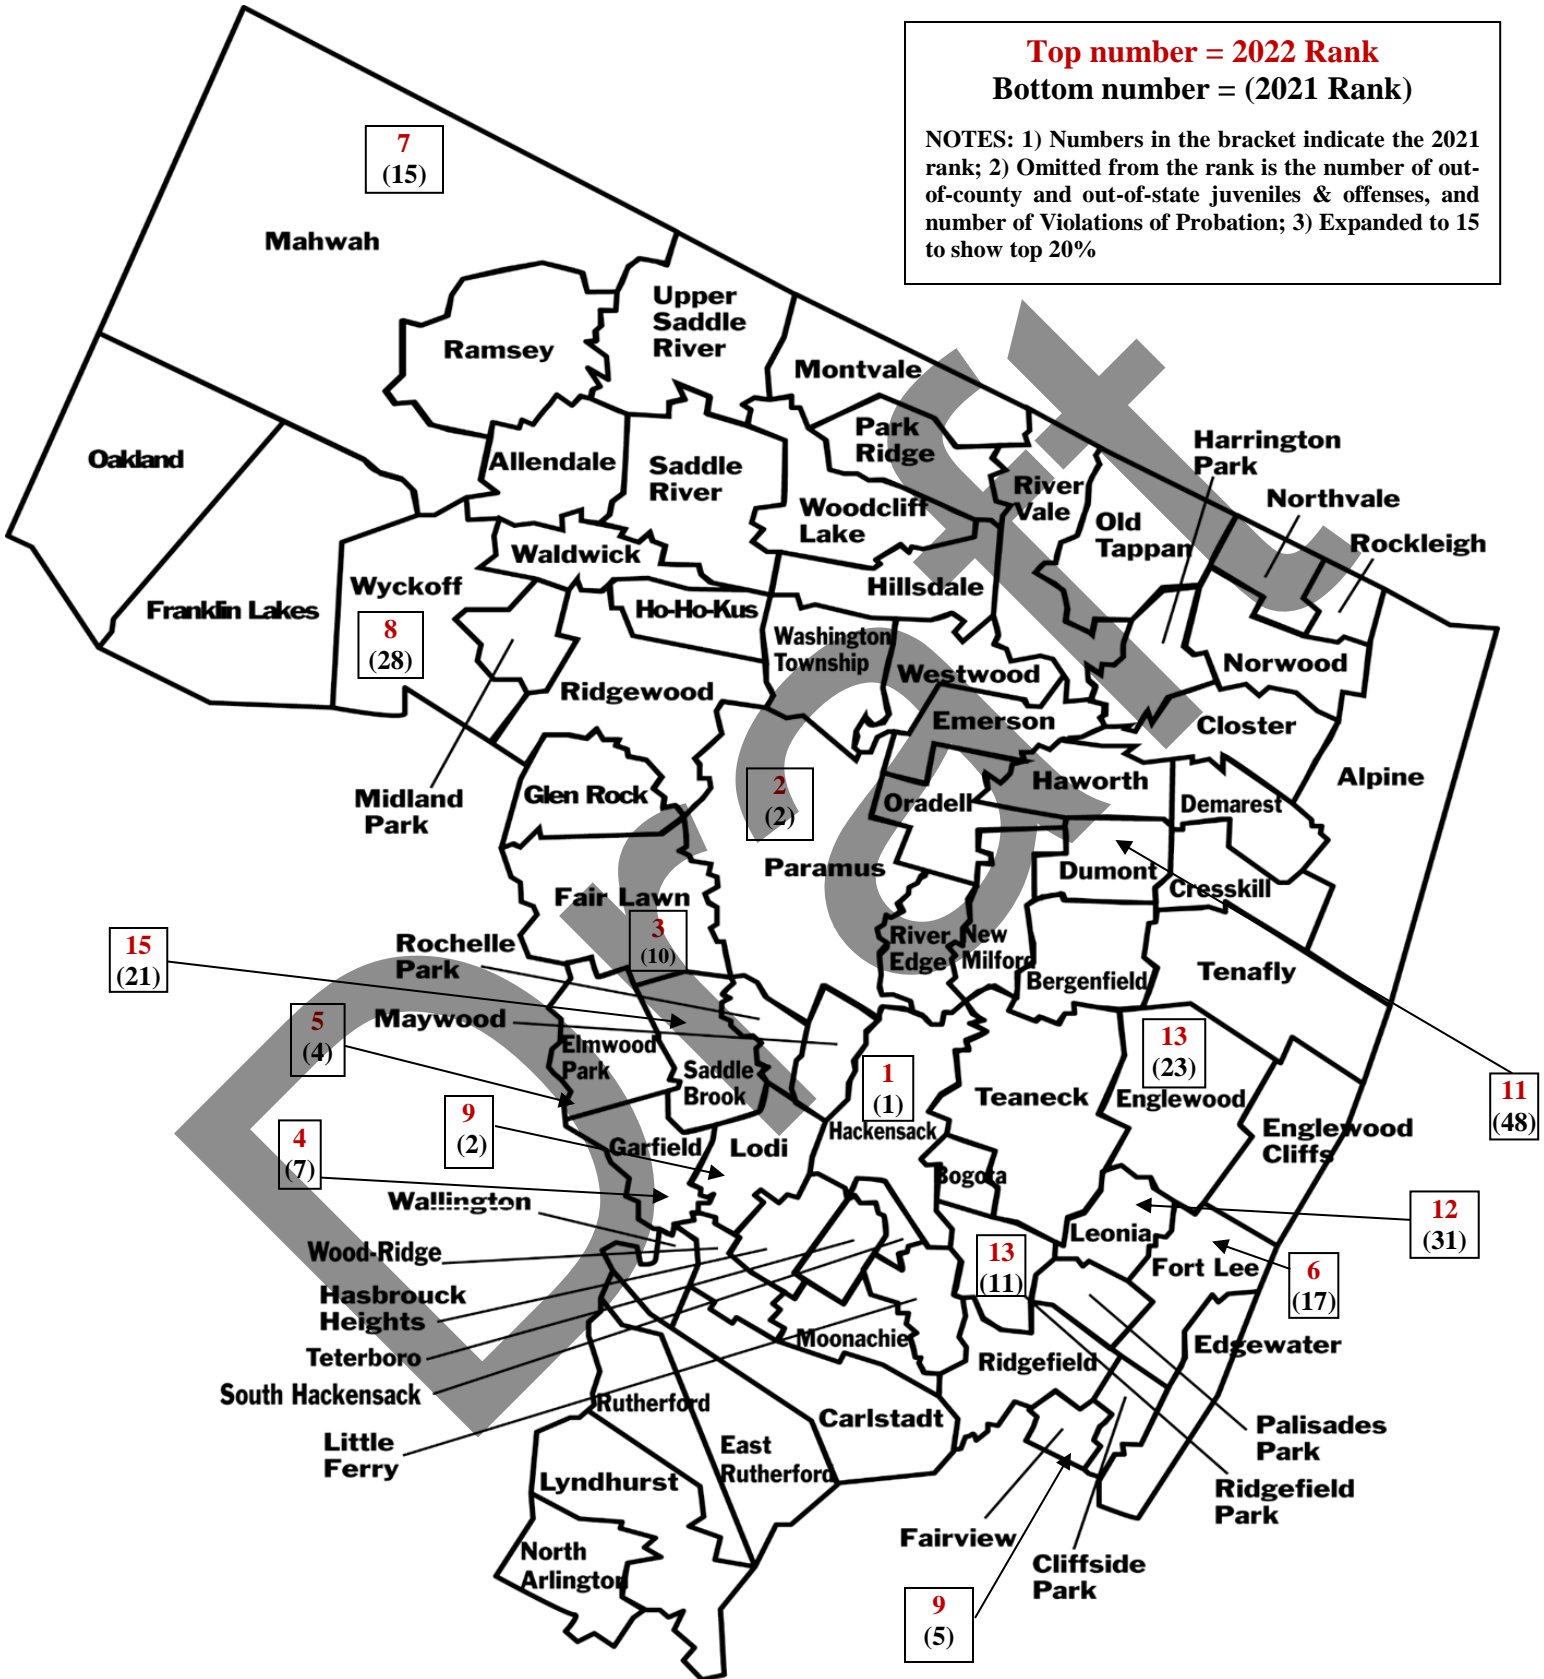 Top number = 2022 Rank
Bottom number = (2021 Rank)
NOTES: 1) Numbers in the bracket indicate the 2021
rank; 2) Omitted from the rank is the number of out-
of-county and out-of-state juveniles & offenses, and
number of Violations of Probation; 3) Expanded to 15
to show top 20%
7
(15)
Mahwah
Upper
Saddle
River
Ramsey
Montvale
Park
Ridge
Harrington
Park
Oakland
Allendale
Saddle
River
River
Vale
Northvale
Woodcliff
Lake
Old
Tappan
Rockleigh
Waldwick
Wyckoff
Hillsdale
Franklin Lakes
Ho-Ho-Kus
8
(28)
Washington
Township
Westwood
Norwood
Ridgewood
Emerson
Closter
Midland
Park
Glen Rock
2
(2)
Paramus
Oradell
Haworth
Demarest
Alpine
Dumont
Cresskill
Fair Lawn
3
(10)
15
(21)
Rochelle
Park
River
Edge
New
Milford
Bergenfield
Tenafly
5
(4)
Maywood
Elmwood
Park
Saddle
Brook
1
(1)
Hackensack
Teaneck
13
(23)
Englewood
11
(48)
Englewood
Cliffs
9
(2)
4
(7)
Garfield
Lodi
Bogota
Wallington
12
(31)
Leonia
Wood-Ridge
13
(11)
Fort Lee
6
(17)
Hasbrouck
Heights
Moonachie
Edgewater
Teterboro
Ridgefield
South Hackensack
Rutherford
Carlstadt
Palisades
Park
Little
Ferry
East
Rutherford
Lyndhurst
Ridgefield
Park
Fairview
North
Arlington
Cliffside
Park
9
(5)
Draft